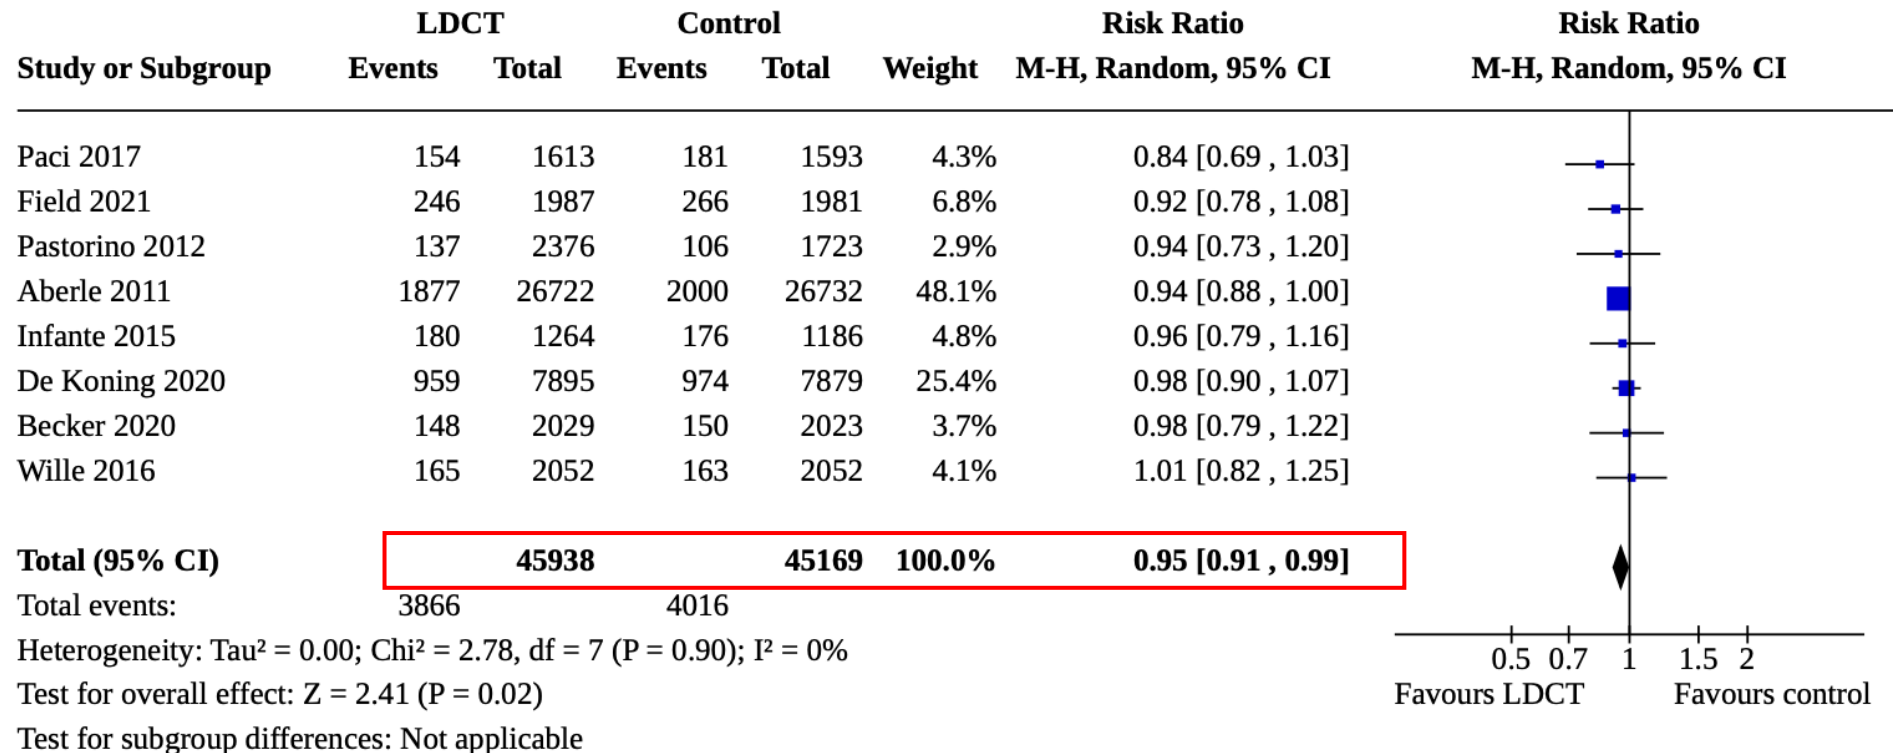 LDCT Control Risk Ratio Risk Ratio
Study or Subgroup Events Total Events Total Weight M-H, Random, 95% CI M-H, Random, 95% CI
Paci 2017 154 1613 181 1593 4.3% 0.84 [0.69 , 1.03]
Field 2021 246 1987 266 1981 6.8% 0.92 [0.78 , 1.08]
Pastorino 2012 137 2376 106 1723 2.9% 0.94 [0.73 , 1.20]
Aberle 2011 1877 26722 2000 26732 48.1% 0.94 [0.88 , 1.00]
Infante 2015 180 1264 176 1186 4.8% 0.96 [0.79 , 1.16]
De Koning 2020 959 7895 974 7879 25.4% 0.98 [0.90 , 1.07]
Becker 2020 148 2029 150 2023 3.7% 0.98 [0.79 , 1.22]
Wille 2016 165 2052 163 2052 4.1% 1.01 [0.82 , 1.25]
Total (95% CI) 45938 45169 100.0% 0.95 [0.91 , 0.99]
Total events: 3866 4016
Heterogeneity: Tau² = 0.00; Chi² = 2.78, df = 7 (P = 0.90); I² = 0%
0.5 0.7 1 1.5 2
Test for overall effect: Z = 2.41 (P = 0.02)
Favours LDCT Favours control
Test for subgroup differences: Not applicable